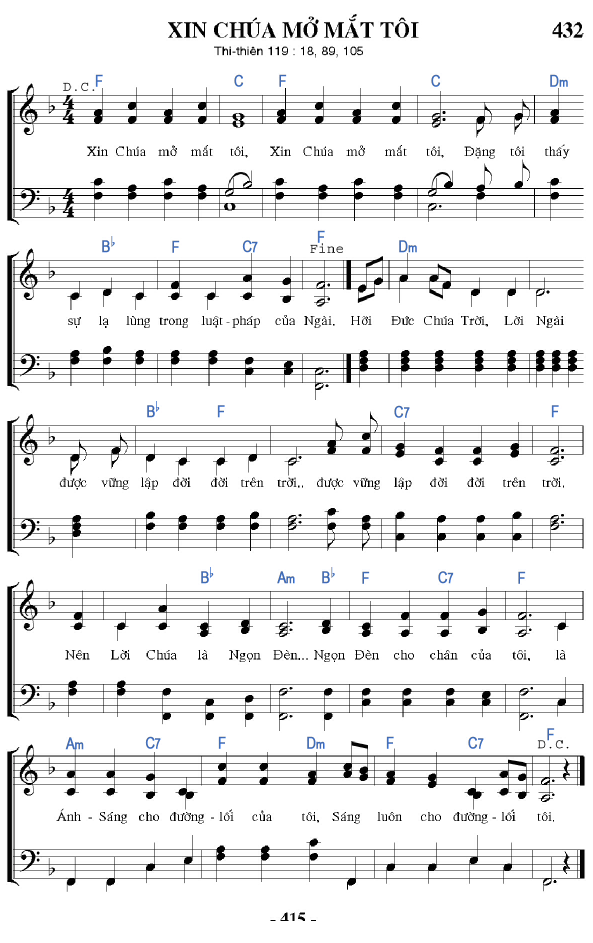 XIN CHÚA MỞ MẮT TÔI 432
Thi-thiên 119 : 18, 89, 105
D.C. F C F C Dm
Xin Chúa mở mắt tôi, Xin Chúa mở mắt tôi, Đặng tôi thấy
B♭ F C7 F Fine Dm
sự lạ lùng trong luật-pháp của Ngài. Hỡi Đức Chúa Trời, Lời Ngài
B♭ F C7 F
được vững lập đời đời trên trời,. được vững lập đời đời trên trời.
B♭ Am B♭ F C7 F
Nên Lời Chúa là Ngọn Đèn... Ngọn Đèn cho chân của tôi, là
Am C7 F Dm F C7 F D.C.
Ánh-Sáng cho đường-lối của tôi, Sáng luôn cho đường-lối tôi.
- 415 -